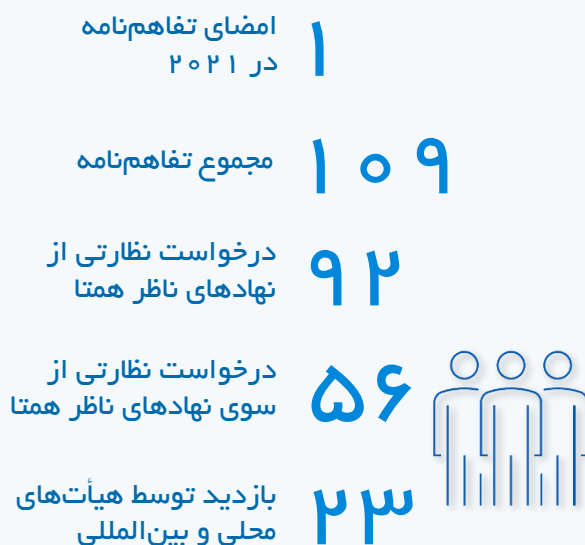 ۱
امضای تفاهم‌نامه
در ۲۰۲۱
۱۰۹
مجموع تفاهم‌نامه
۹۲
درخواست نظارتی از
نهادهای ناظر همتا
۵۶
درخواست نظارتی از
سوی نهادهای ناظر همتا
۲۳
بازدید توسط هیأت‌های
محلی و بین‌المللی